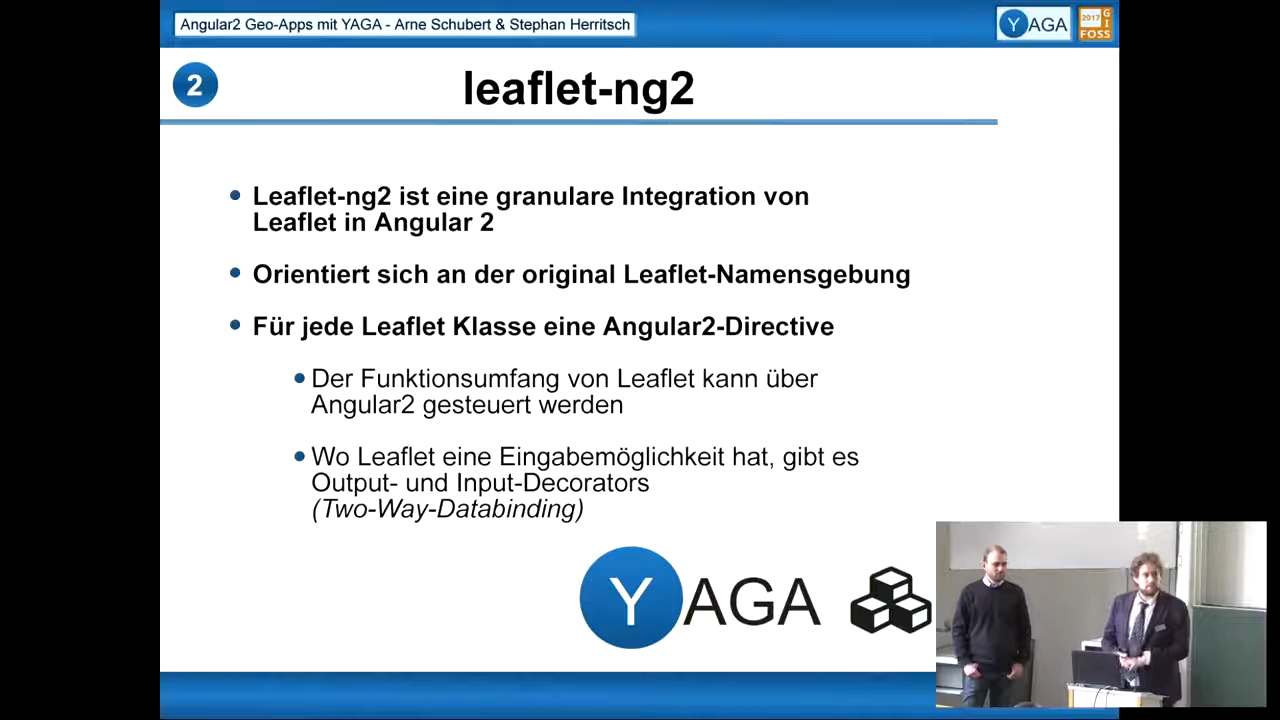 Angular2 Geo-Apps mit YAGA - Arne Schubert & Stephan Herritsch
YAGA
2017
GI
FOSS
2
leaflet-ng2
Leaflet-ng2 ist eine granulare Integration von
Leaflet in Angular 2
Orientiert sich an der original Leaflet-Namensgebung
Für jede Leaflet Klasse eine Angular2-Directive
Der Funktionsumfang von Leaflet kann über
Angular2 gesteuert werden
Wo Leaflet eine Eingabemöglichkeit hat, gibt es
Output- und Input-Decorators
(Two-Way-Databinding)
YAGA